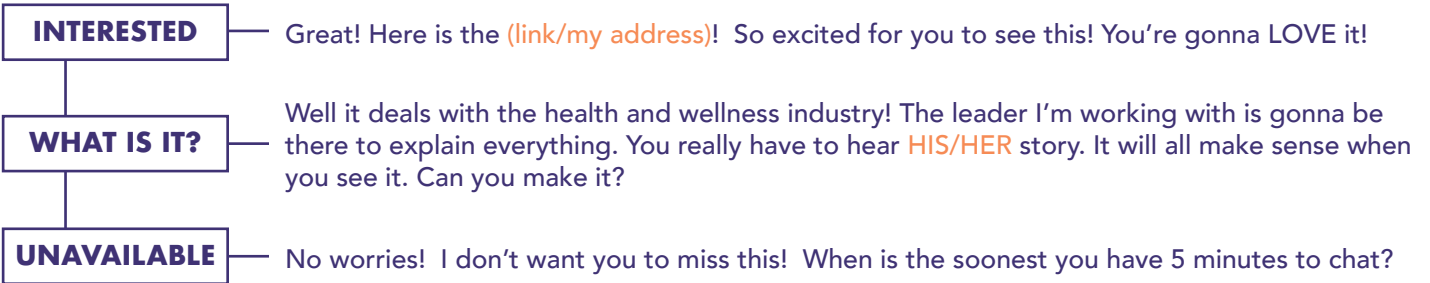 INTERESTED
Great! Here is the (link/my address)!  So excited for you to see this! You’re gonna LOVE it!
WHAT IS IT?
Well it deals with the health and wellness industry! The leader I’m working with is gonna be
there to explain everything. You really have to hear HIS/HER story. It will all make sense when
you see it. Can you make it?
UNAVAILABLE
No worries!  I don’t want you to miss this!  When is the soonest you have 5 minutes to chat?